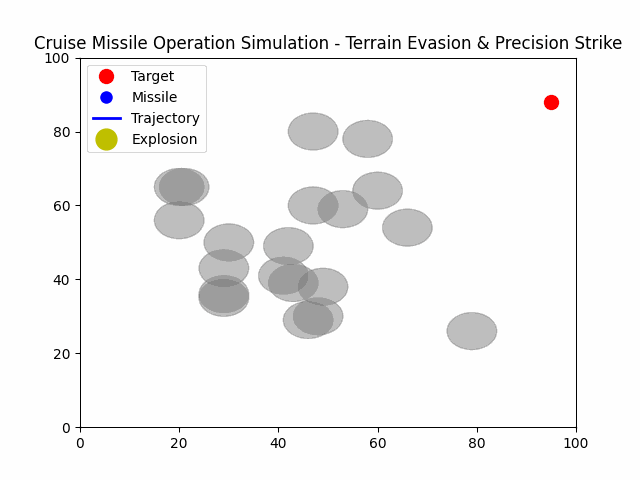 Cruise Missile Operation Simulation - Terrain Evasion & Precision Strike
100
80
60
40
20
0
Target
Missile
Trajectory
Explosion
0 20 40 60 80 100